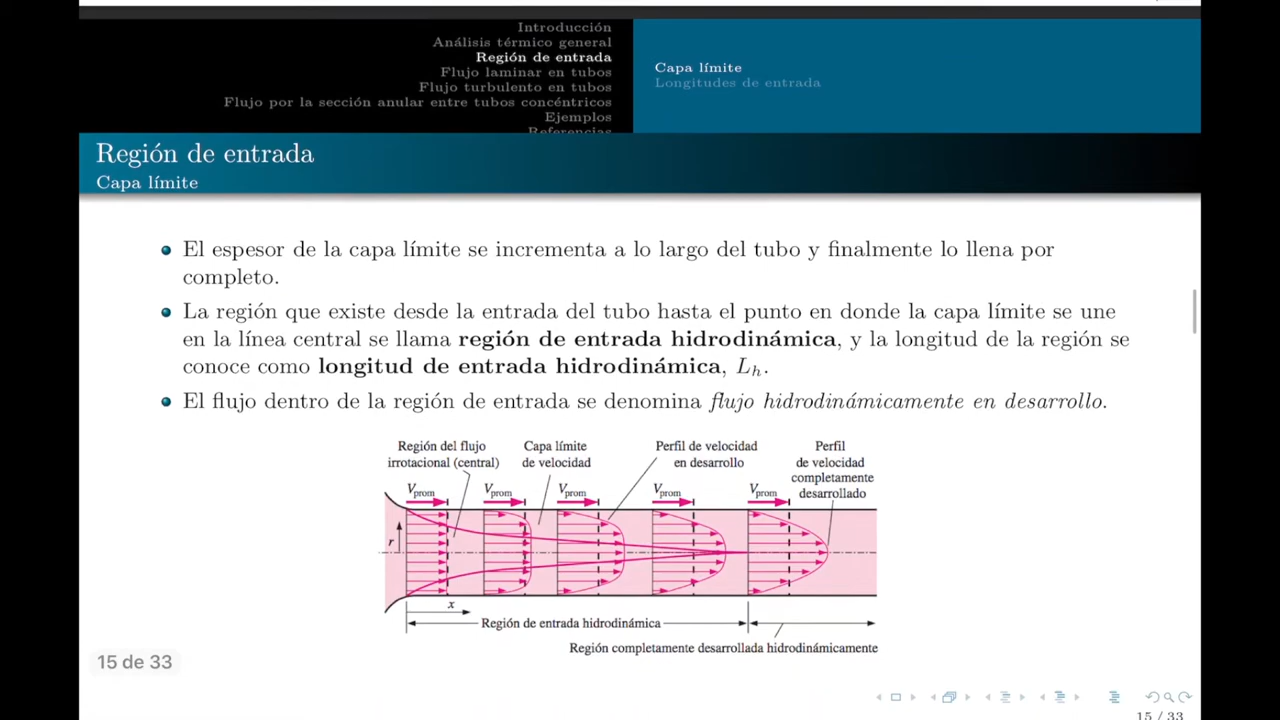 Introducción
Análisis térmico general
Región de entrada
Flujo laminar en tubos
Flujo turbulento en tubos
Flujo por la sección anular entre tubos concéntricos
Ejemplos
Referencias
Capa límite
Longitudes de entrada
Región de entrada
Capa límite
El espesor de la capa límite se incrementa a lo largo del tubo y finalmente lo llena por
completo.
La región que existe desde la entrada del tubo hasta el punto en donde la capa límite se une
en la línea central se llama región de entrada hidrodinámica, y la longitud de la región se
conoce como longitud de entrada hidrodinámica, Lh.
El flujo dentro de la región de entrada se denomina flujo hidrodinámicamente en desarrollo.
Región del flujo
irrotacional (central)
Capa límite
de velocidad
Perfil de velocidad
en desarrollo
Perfil
de velocidad
completamente
desarrollado
Vprom Vprom Vprom Vprom Vprom
r
x
Región de entrada hidrodinámica
Región completamente desarrollada hidrodinámicamente
15 de 33
15 / 33